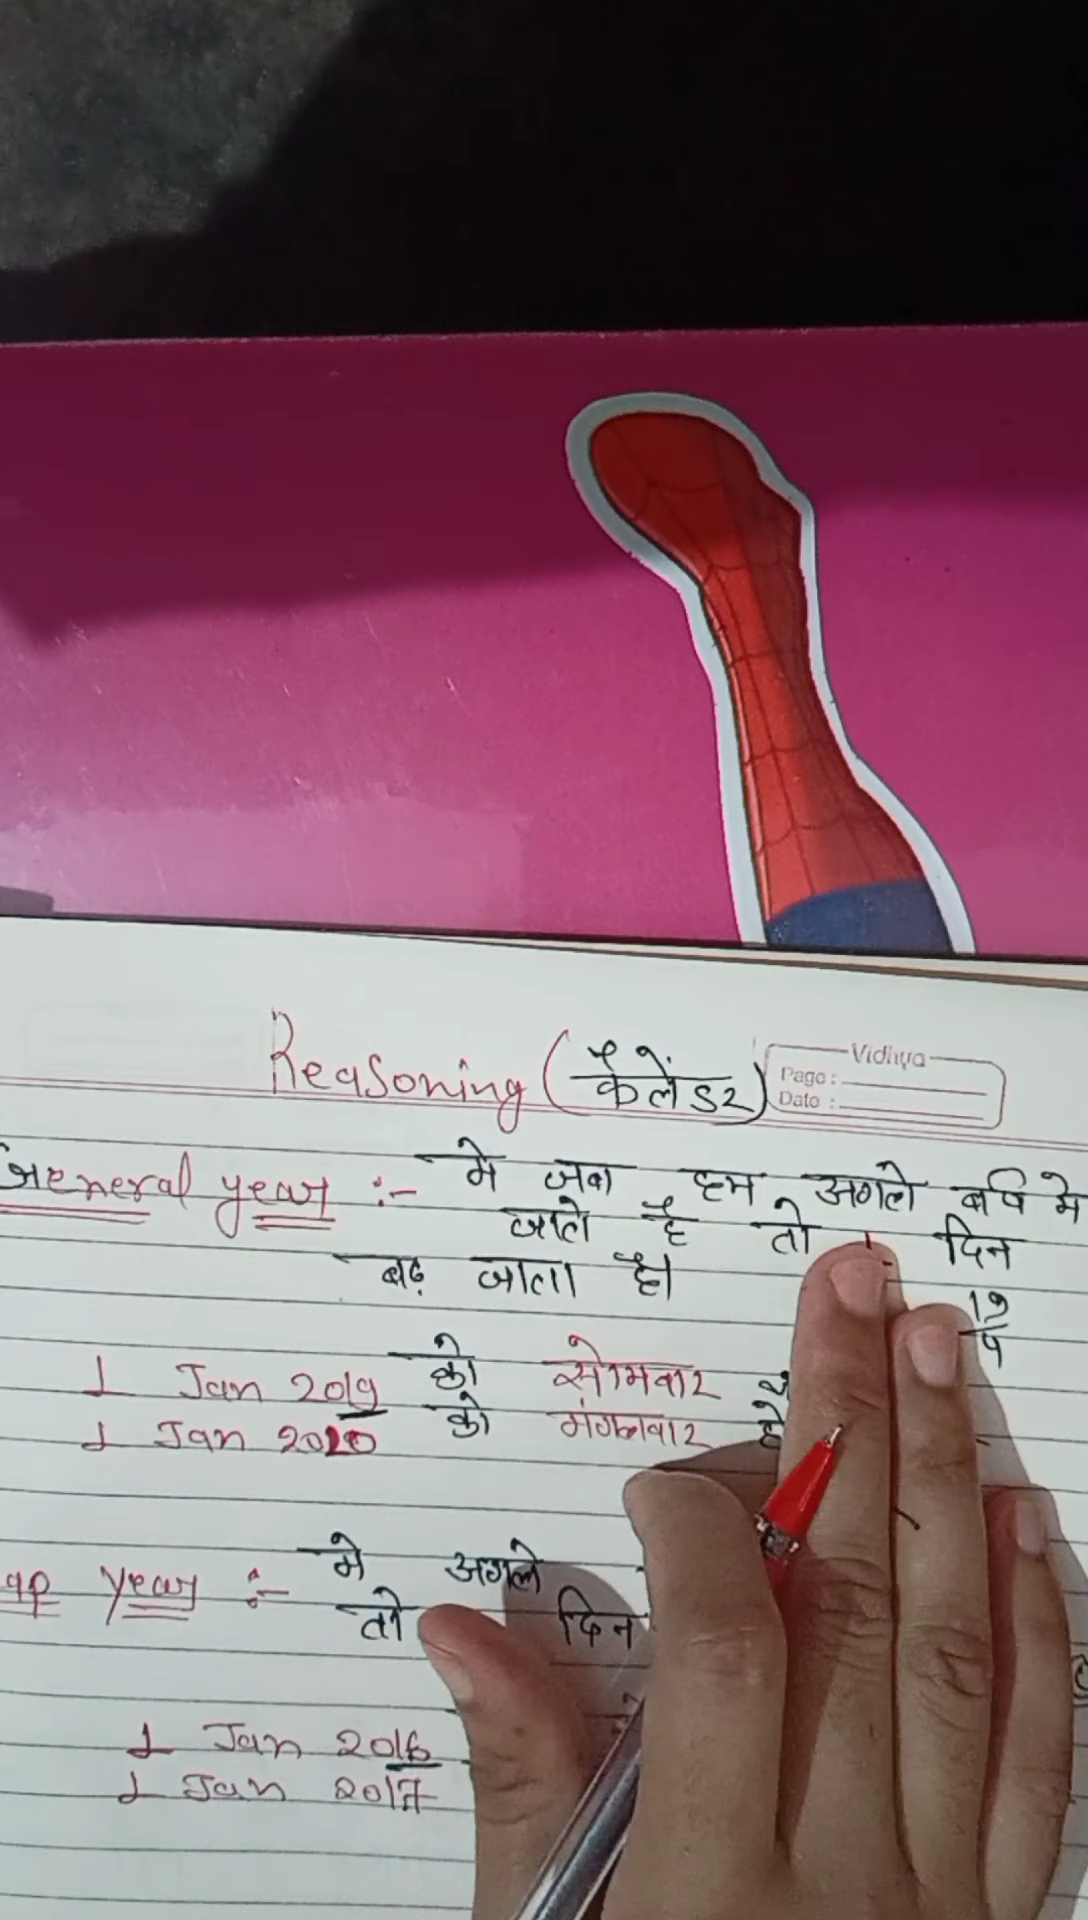 Reasoning (कैलेंडर)
Vidhya
Page :
Date :
General year :- मे जब हम अगले वर्ष मे
जाते है तो 1 दिन
बढ़ जाता है।
19
1 Jan 2019 को सोमवार
1 Jan 2020 को मंगलवार
year :- मे अगले
तो दिन
1 Jan 2016
1 Jan 2017